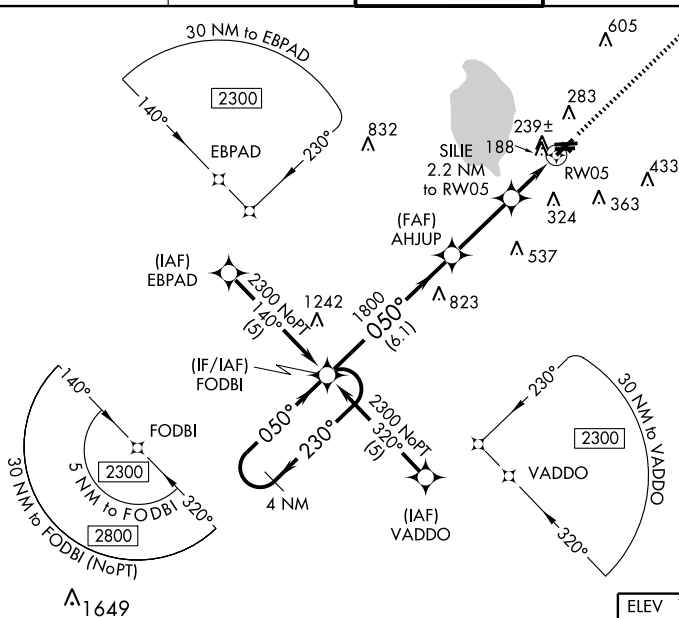 30 NM to EBPAD
2300
140°
230°
EBPAD
605
283
239±
188
832
SILIE
2.2 NM
to RW05
RW05
433
363
324
(FAF)
AHJUP
537
(IAF)
EBPAD
2300 NoPT
140°
(5)
1242
1800
050°
(6.1)
823
(IF/IAF)
FODBI
050°
230°
4 NM
2300 NoPT
320°
(5)
(IAF)
VADDO
140°
FODBI
2300
5 NM to FODBI
320°
2800
30 NM to FODBI (NoPT)
1649
230°
30 NM to VADDO
2300
VADDO
320°
ELEV